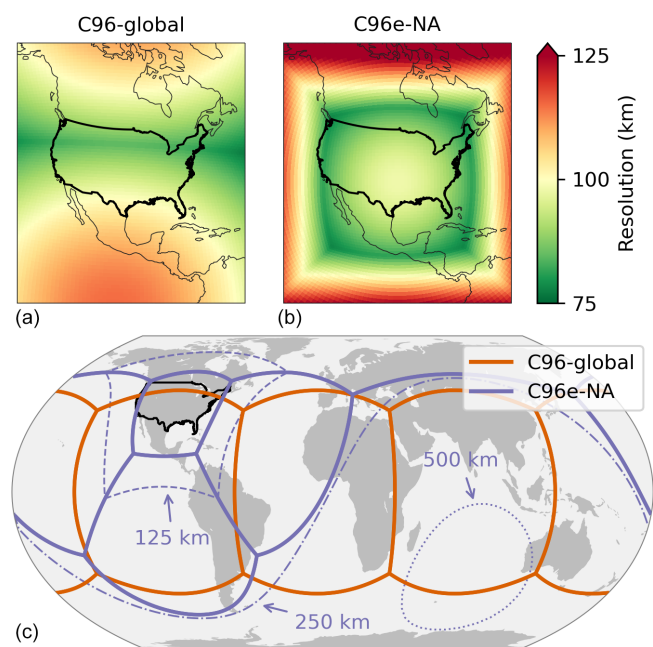 C96-global
C96e-NA
125
100
75
Resolution (km)
(a)
(b)
C96-global
C96e-NA
500 km
125 km
250 km
(c)